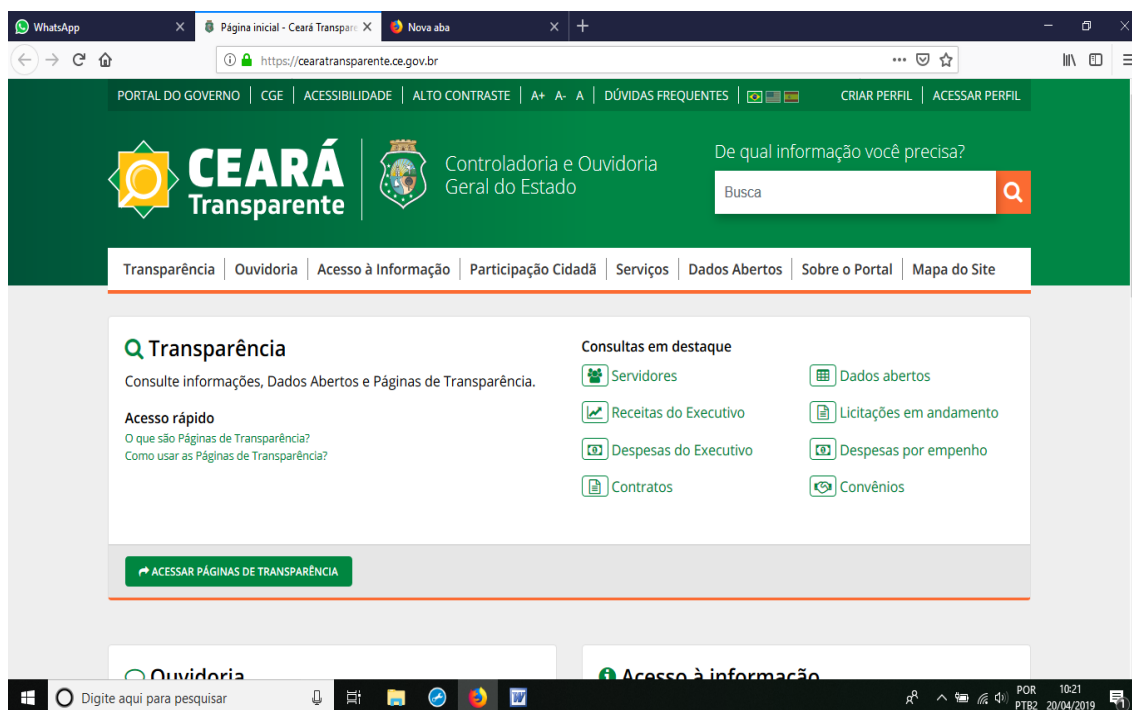 WhatsApp
Página inicial - Ceará Transpare
Nova aba
https://cearatransparente.ce.gov.br
PORTAL DO GOVERNO | CGE | ACESSIBILIDADE | ALTO CONTRASTE | A+ A- A | DÚVIDAS FREQUENTES | CRIAR PERFIL | ACESSAR PERFIL
CEARÁ
Transparente
Controladoria e Ouvidoria
Geral do Estado
De qual informação você precisa?
Busca
Transparência | Ouvidoria | Acesso à Informação | Participação Cidadã | Serviços | Dados Abertos | Sobre o Portal | Mapa do Site
Transparência
Consulte informações, Dados Abertos e Páginas de Transparência.
Acesso rápido
O que são Páginas de Transparência?
Como usar as Páginas de Transparência?
Consultas em destaque
Servidores
Dados abertos
Receitas do Executivo
Licitações em andamento
Despesas do Executivo
Despesas por empenho
Contratos
Convênios
ACESSAR PÁGINAS DE TRANSPARÊNCIA
Ouvidoria
Acesso à informação
Digite aqui para pesquisar
POR
PTB2
10:21
20/04/2019